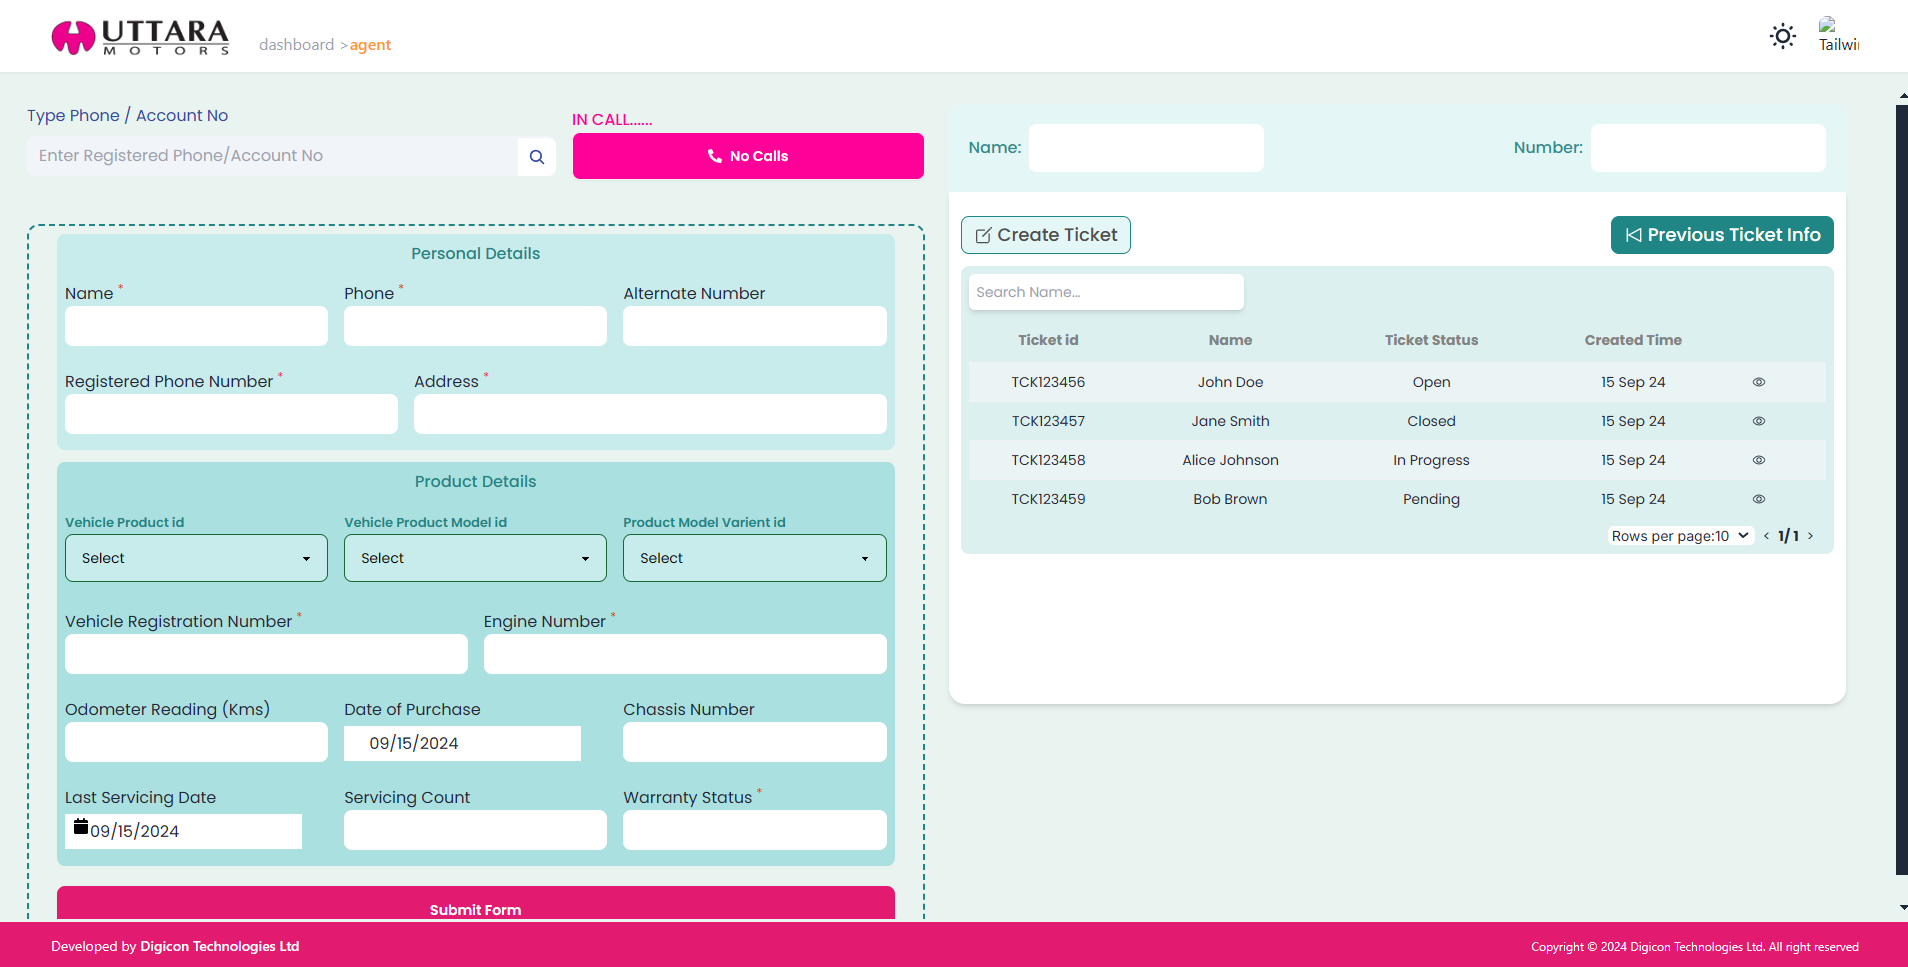 UTTARA
MOTORS
dashboard >agent
Tailwi
Type Phone / Account No
Enter Registered Phone/Account No
IN CALL......
No Calls
Personal Details
Name *
Phone *
Alternate Number
Registered Phone Number *
Address *
Product Details
Vehicle Product id
Vehicle Product Model id
Product Model Varient id
Select
Select
Select
Vehicle Registration Number *
Engine Number *
Odometer Reading (Kms)
Date of Purchase
Chassis Number
09/15/2024
Last Servicing Date
Servicing Count
Warranty Status *
09/15/2024
Submit Form
Name:
Number:
Create Ticket
Previous Ticket Info
Search Name...
Ticket id Name Ticket Status Created Time
TCK123456 John Doe Open 15 Sep 24
TCK123457 Jane Smith Closed 15 Sep 24
TCK123458 Alice Johnson In Progress 15 Sep 24
TCK123459 Bob Brown Pending 15 Sep 24
Rows per page:10 < 1/1 >
Developed by Digicon Technologies Ltd
Copyright © 2024 Digicon Technologies Ltd. All right reserved